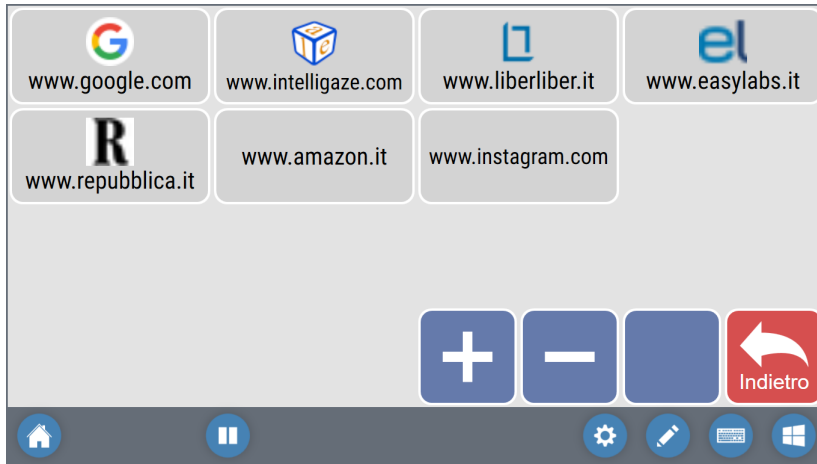 G
www.google.com
www.intelligaze.com
www.liberliber.it
el
www.easylabs.it
R
www.repubblica.it
www.amazon.it
www.instagram.com
Indietro